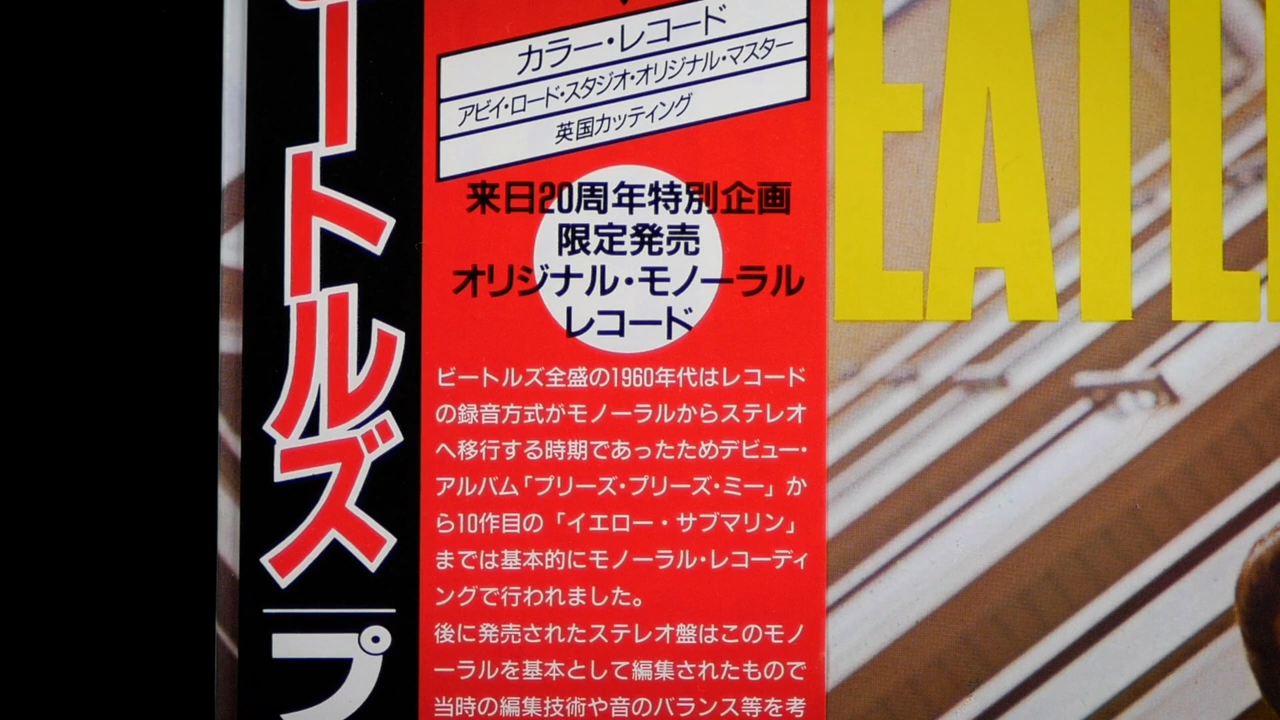 ートルズ
プ
カラー・レコード
アビイ・ロード・スタジオ・オリジナル・マスター
英国カッティング
来日20周年特別企画
限定発売
オリジナル・モノーラル
レコード
ビートルズ全盛の1960年代はレコード
の録音方式がモノーラルからステレオ
へ移行する時期であったためデビュー・
アルバム「プリーズ・プリーズ・ミー」か
ら10作目の「イエロー・サブマリン」
までは基本的にモノーラル・レコーディ
ングで行われました。
後に発売されたステレオ盤はこのモノ
ーラルを基本として編集されたもので
当時の編集技術や音のバランス等を考
EATL